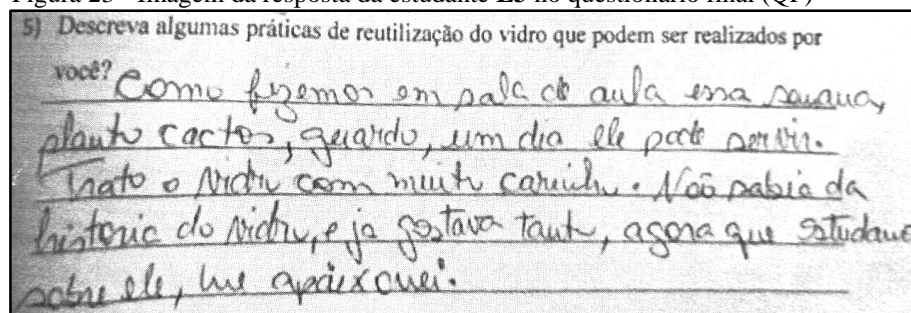 Figura 25 - Imagem da resposta da estudante E5 no questionário final (QF)
5) Descreva algumas práticas de reutilização do vidro que podem ser realizados por
você? Como fizemos em sala de aula essa semana,
planto cactos, guardo, um dia ele pode servir.
Trato o vidro com muito carinho. Não sabia da
historia do vidro, e ja gostava tanto, agora que estudamos
sobre ele, me apaixonei.